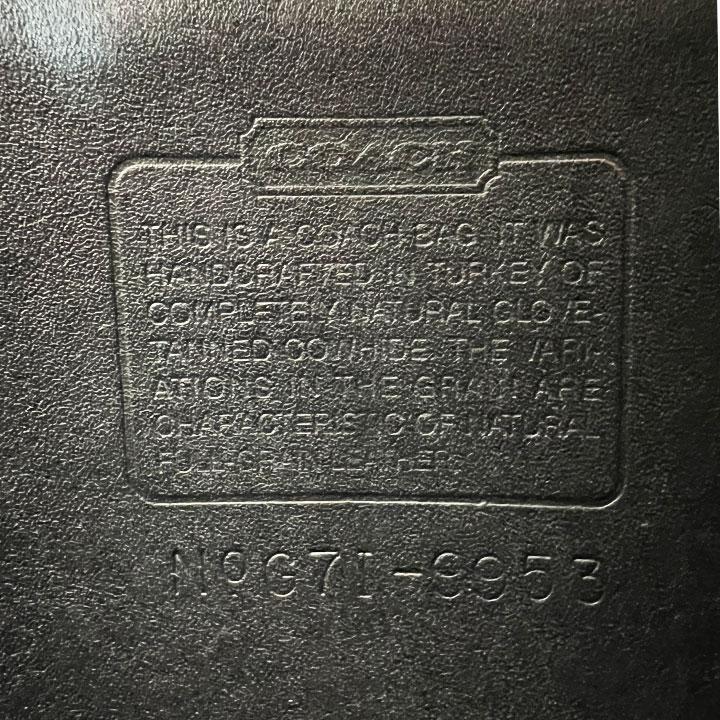 COACH
THIS IS A COACH BAG. IT WAS
HANDCRAFTED IN TURKEY OF
COMPLETELY NATURAL GLOVE-
TANNED COWHIDE. THE VARI-
ATIONS IN THE GRAIN ARE
CHARACTERISTIC OF NATURAL
FULL-GRAIN LEATHER.
NOG7I-9953